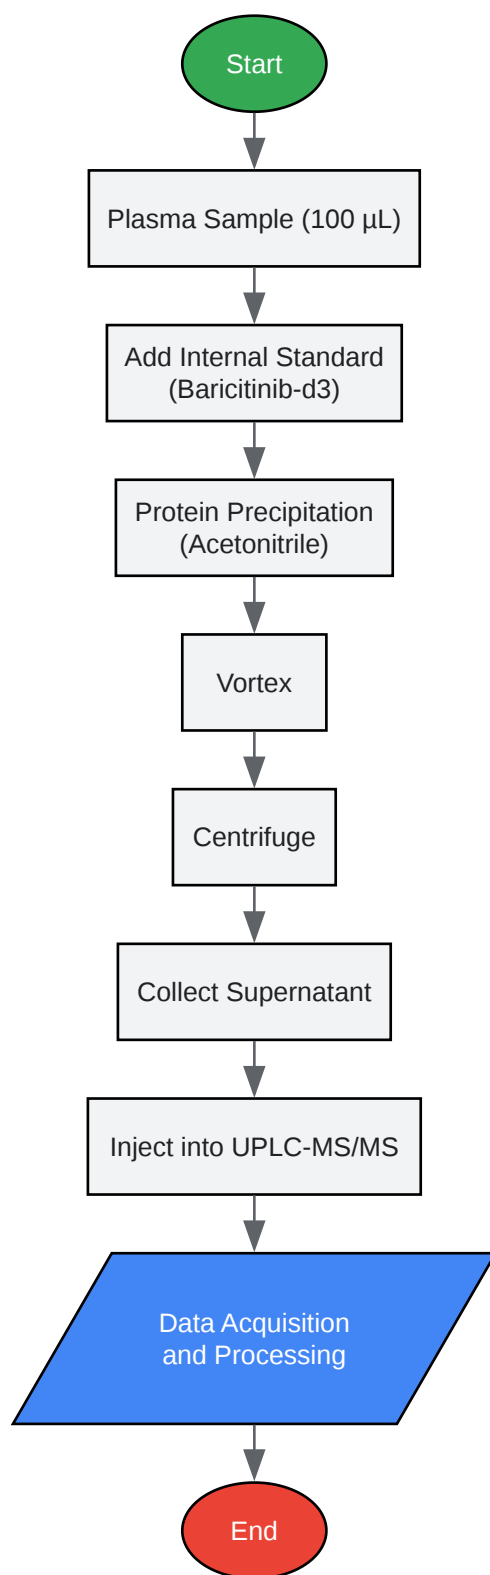 Start
Plasma Sample (100 µL)
Add Internal Standard
(Baricitinib-d3)
Protein Precipitation
(Acetonitrile)
Vortex
Centrifuge
Collect Supernatant
Inject into UPLC-MS/MS
Data Acquisition
and Processing
End